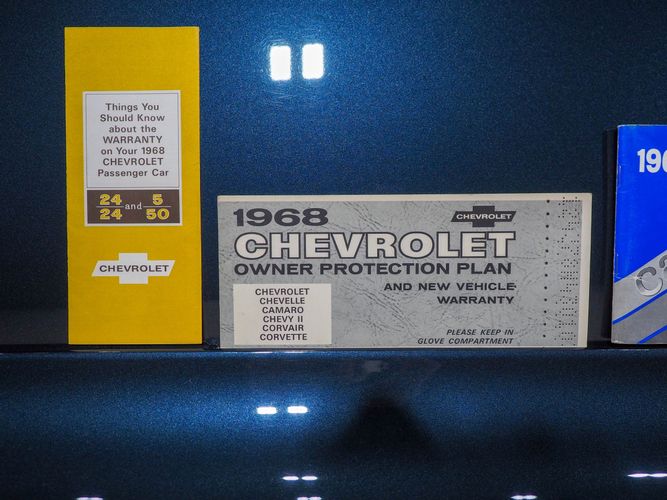 Things You
Should Know
about the
WARRANTY
on Your 1968
CHEVROLET
Passenger Car
24/24 and 5/50
CHEVROLET
1968
CHEVROLET
CHEVROLET
OWNER PROTECTION PLAN
AND NEW VEHICLE
WARRANTY
CHEVROLET
CHEVELLE
CAMARO
CHEVY II
CORVAIR
CORVETTE
PLEASE KEEP IN
GLOVE COMPARTMENT